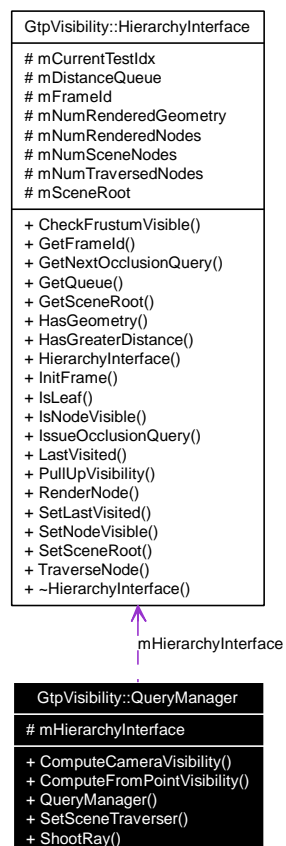 GtpVisibility::HierarchyInterface
# mCurrentTestIdx
# mDistanceQueue
# mFrameId
# mNumRenderedGeometry
# mNumRenderedNodes
# mNumSceneNodes
# mNumTraversedNodes
# mSceneRoot
+ CheckFrustumVisible()
+ GetFrameId()
+ GetNextOcclusionQuery()
+ GetQueue()
+ GetSceneRoot()
+ HasGeometry()
+ HasGreaterDistance()
+ HierarchyInterface()
+ InitFrame()
+ IsLeaf()
+ IsNodeVisible()
+ IssueOcclusionQuery()
+ LastVisited()
+ PullUpVisibility()
+ RenderNode()
+ SetLastVisited()
+ SetNodeVisible()
+ SetSceneRoot()
+ TraverseNode()
+ ~HierarchyInterface()
mHierarchyInterface
GtpVisibility::QueryManager
# mHierarchyInterface
+ ComputeCameraVisibility()
+ ComputeFromPointVisibility()
+ QueryManager()
+ SetSceneTraverser()
+ ShootRay()